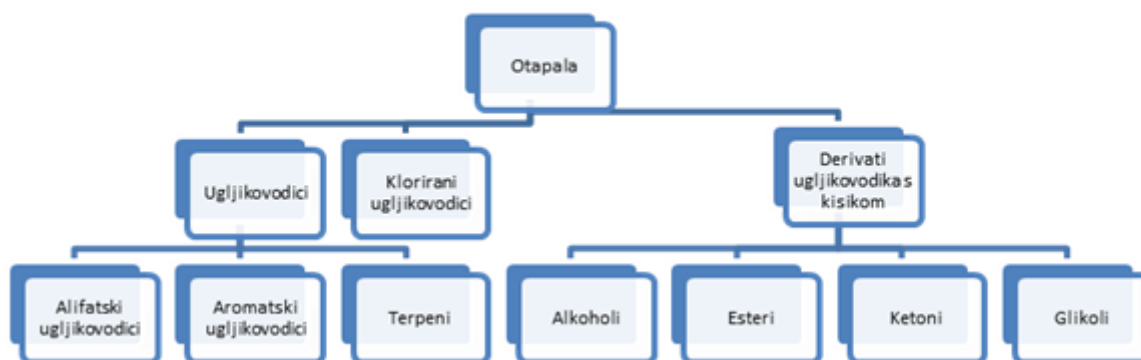 Otapala
Ugljikovodici
Klorirani
ugljikovodici
Derivati
ugljikovodika s
kisikom
Alifatski
ugljikovodici
Aromatski
ugljikovodici
Terpeni
Alkoholi
Esteri
Ketoni
Glikoli